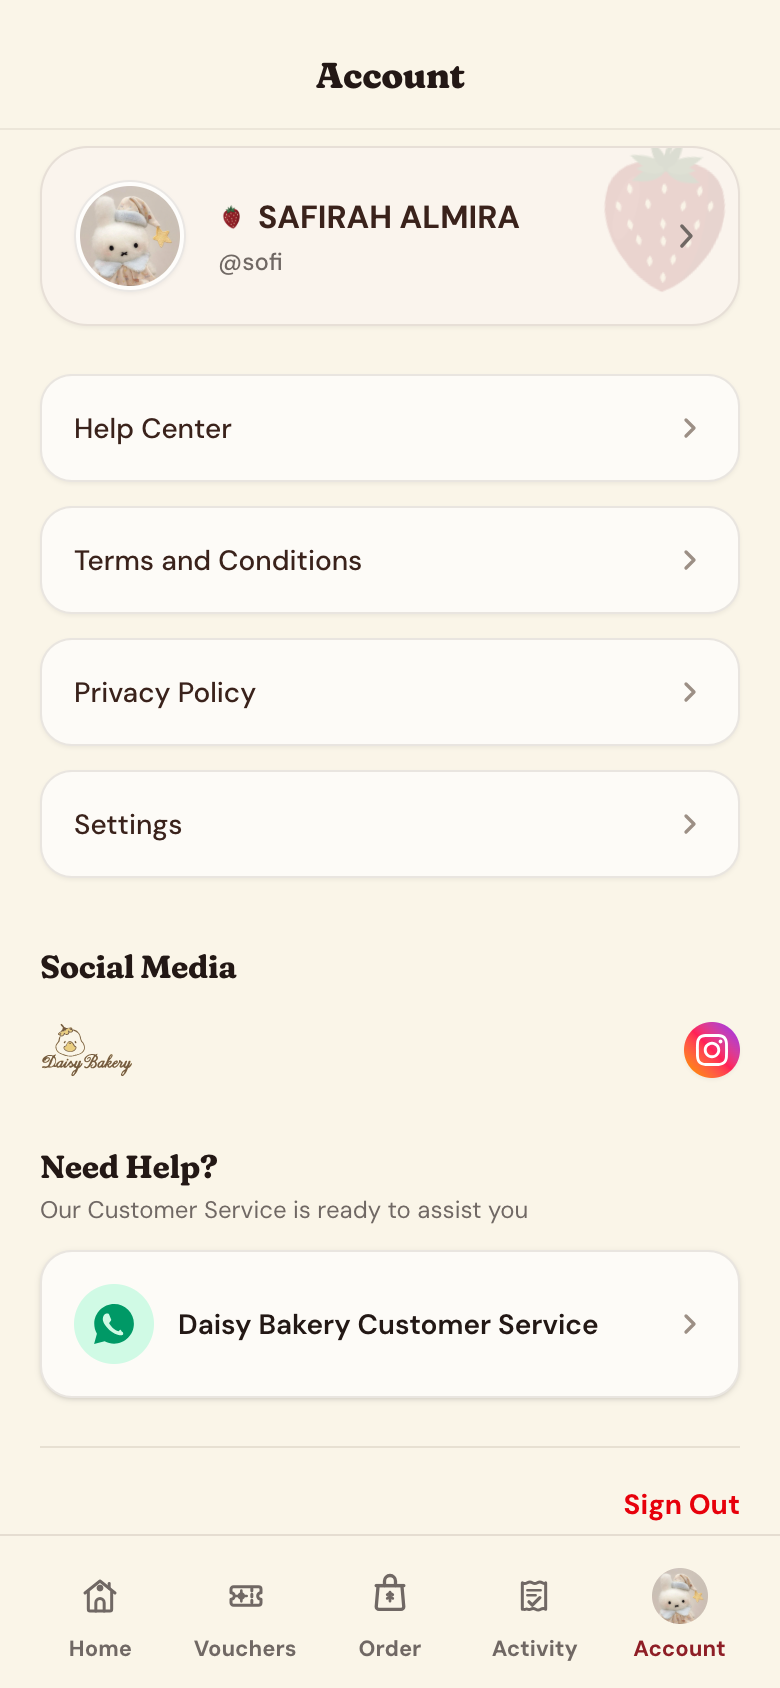 Account
SAFIRAH ALMIRA
@sofi
Help Center
Terms and Conditions
Privacy Policy
Settings
Social Media
Daisy Bakery
Need Help?
Our Customer Service is ready to assist you
Daisy Bakery Customer Service
Sign Out
Home
Vouchers
Order
Activity
Account